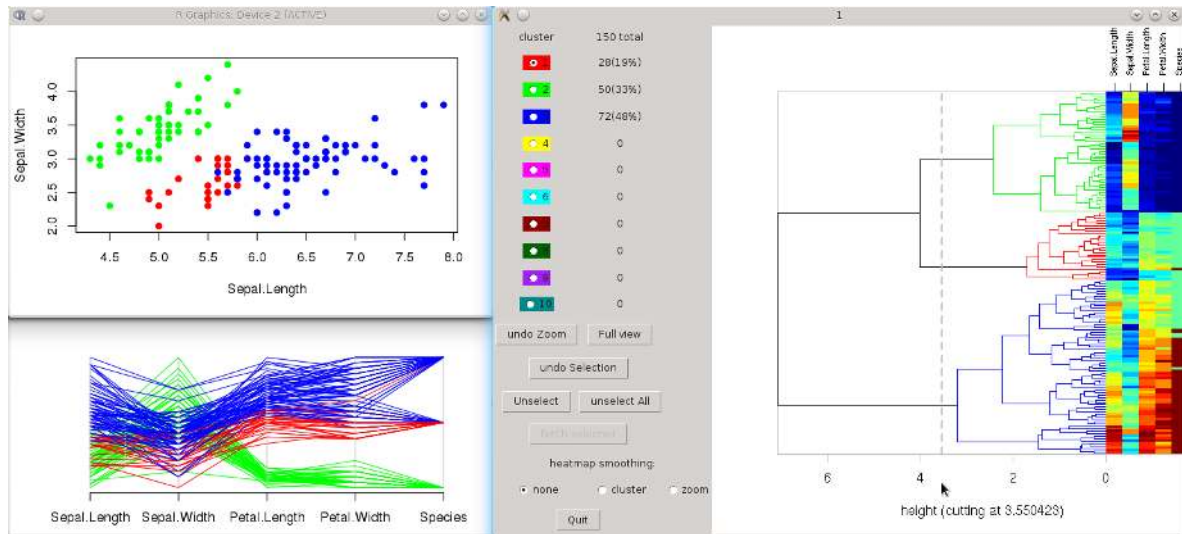 R Graphics: Device 2 (ACTIVE)
Sepal.Width
2.0 2.5 3.0 3.5 4.0
4.5 5.0 5.5 6.0 6.5 7.0 7.5 8.0
Sepal.Length
Sepal.Length Sepal.Width Petal.Length Petal.Width Species
1
cluster 150 total
28(19%)
2 50(33%)
72(48%)
4 0
0
6 0
0
0
0
10 0
undo Zoom Full view
undo Selection
Unselect unselect All
heatmap smoothing:
none cluster zoom
Quit
Sepal.Length
Sepal.Width
Petal.Length
Petal.Width
Species
6 4 2 0
height (cutting at 3.550423)